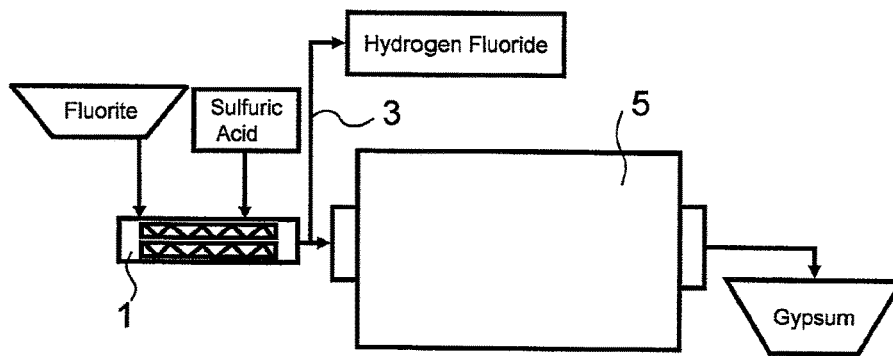 Hydrogen Fluoride
Fluorite
Sulfuric
Acid
3
5
1
Gypsum